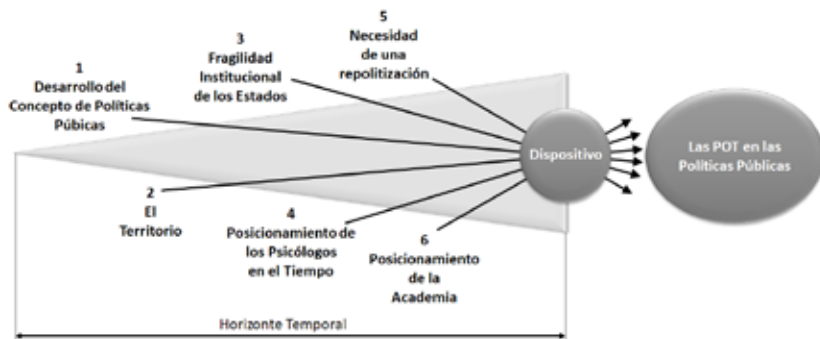 1
Desarrollo del
Concepto de Políticas
Púbicas
3
Fragilidad
Institucional
de los Estados
5
Necesidad
de una
repolitización
2
El
Territorio
4
Posicionamiento de
los Psicólogos
en el Tiempo
6
Posicionamiento
de la
Academia
Dispositivo
Las POT en las
Políticas Públicas
Horizonte Temporal